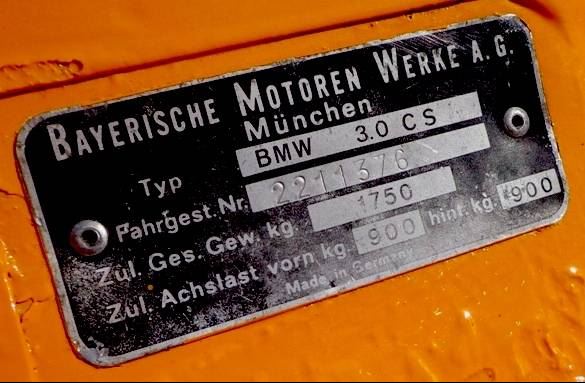 BAYERISCHE MOTOREN WERKE A.G.
München
Typ BMW 3.0 CS
Fahrgest. Nr. 2211376
Zul. Ges. Gew. kg 1750
Zul. Achslast vorn kg. 900 hint. kg. 900
Made in Germany